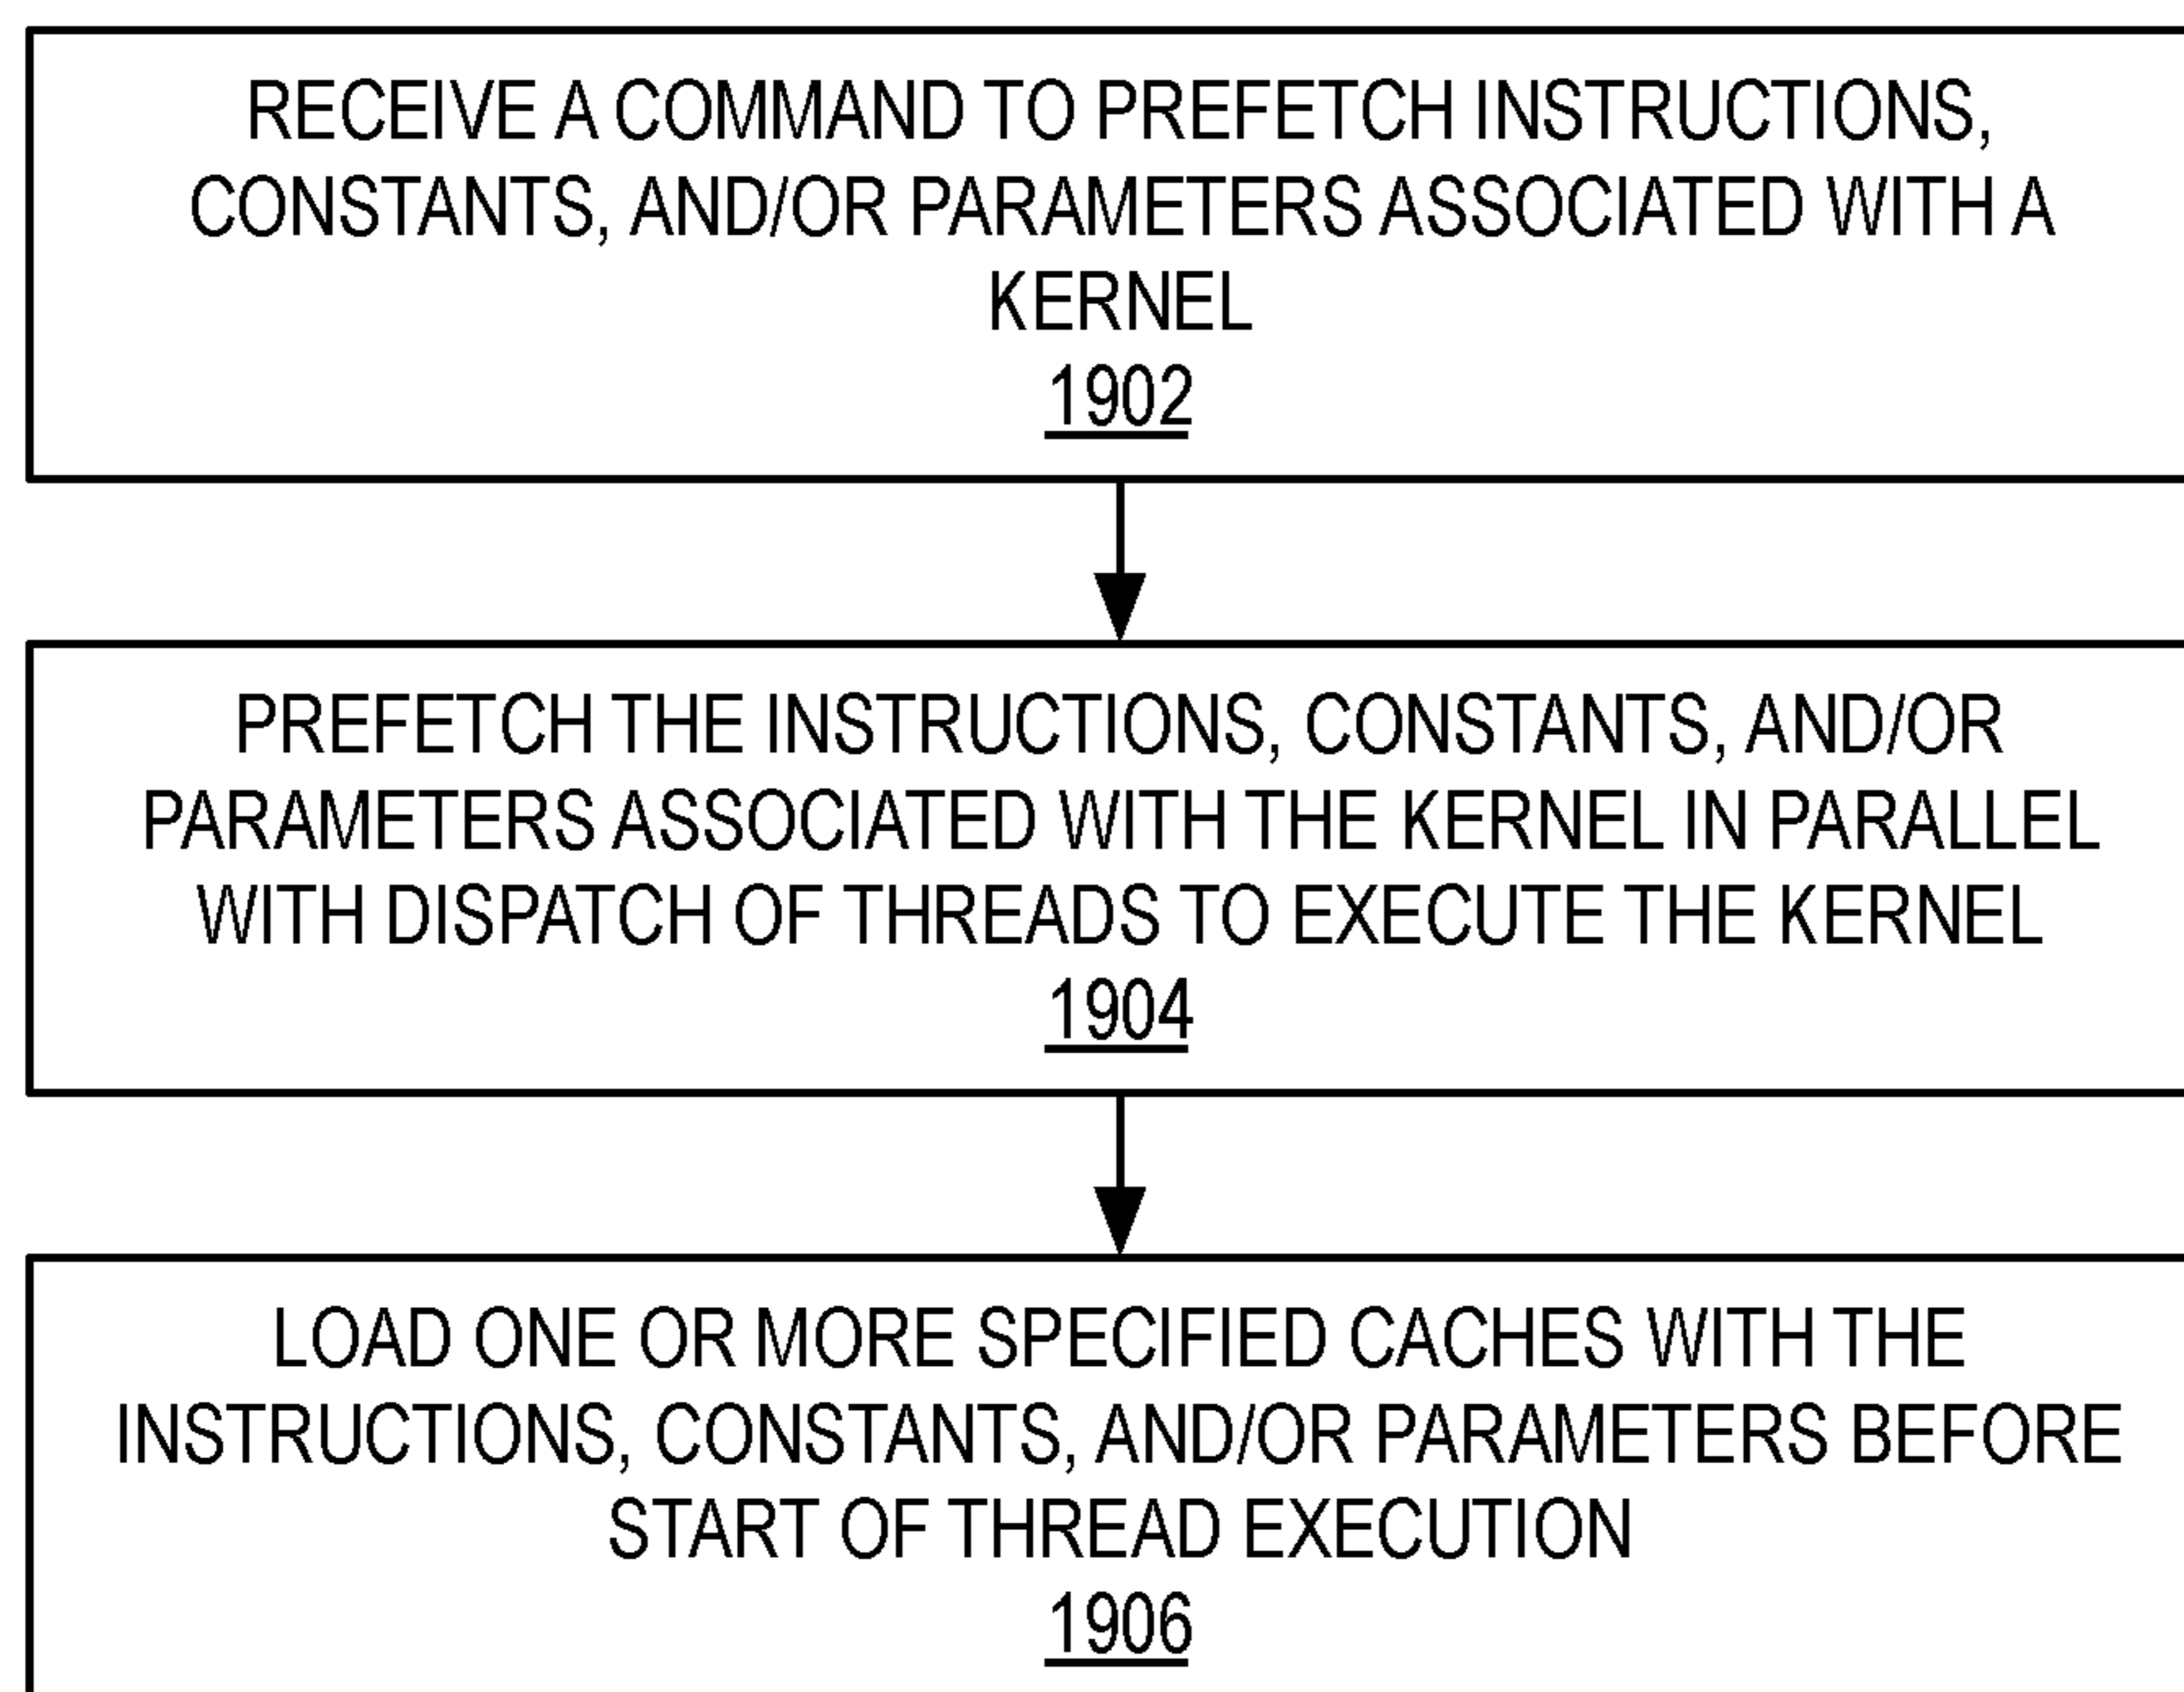 RECEIVE A COMMAND TO PREFETCH INSTRUCTIONS,
CONSTANTS, AND/OR PARAMETERS ASSOCIATED WITH A
KERNEL
1902
PREFETCH THE INSTRUCTIONS, CONSTANTS, AND/OR
PARAMETERS ASSOCIATED WITH THE KERNEL IN PARALLEL
WITH DISPATCH OF THREADS TO EXECUTE THE KERNEL
1904
LOAD ONE OR MORE SPECIFIED CACHES WITH THE
INSTRUCTIONS, CONSTANTS, AND/OR PARAMETERS BEFORE
START OF THREAD EXECUTION
1906